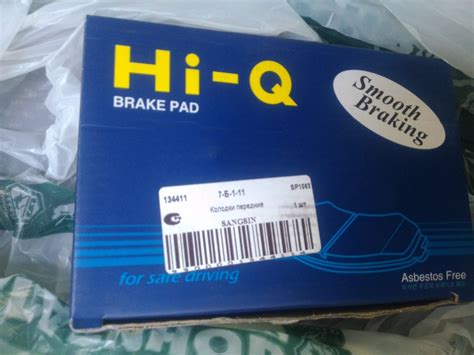 Hi-Q
BRAKE PAD
Smooth
Braking
134411
7-Б-1-11
SP1063
Колодки передние
1 шт
SANGSIN
for safe driving
Asbestos Free